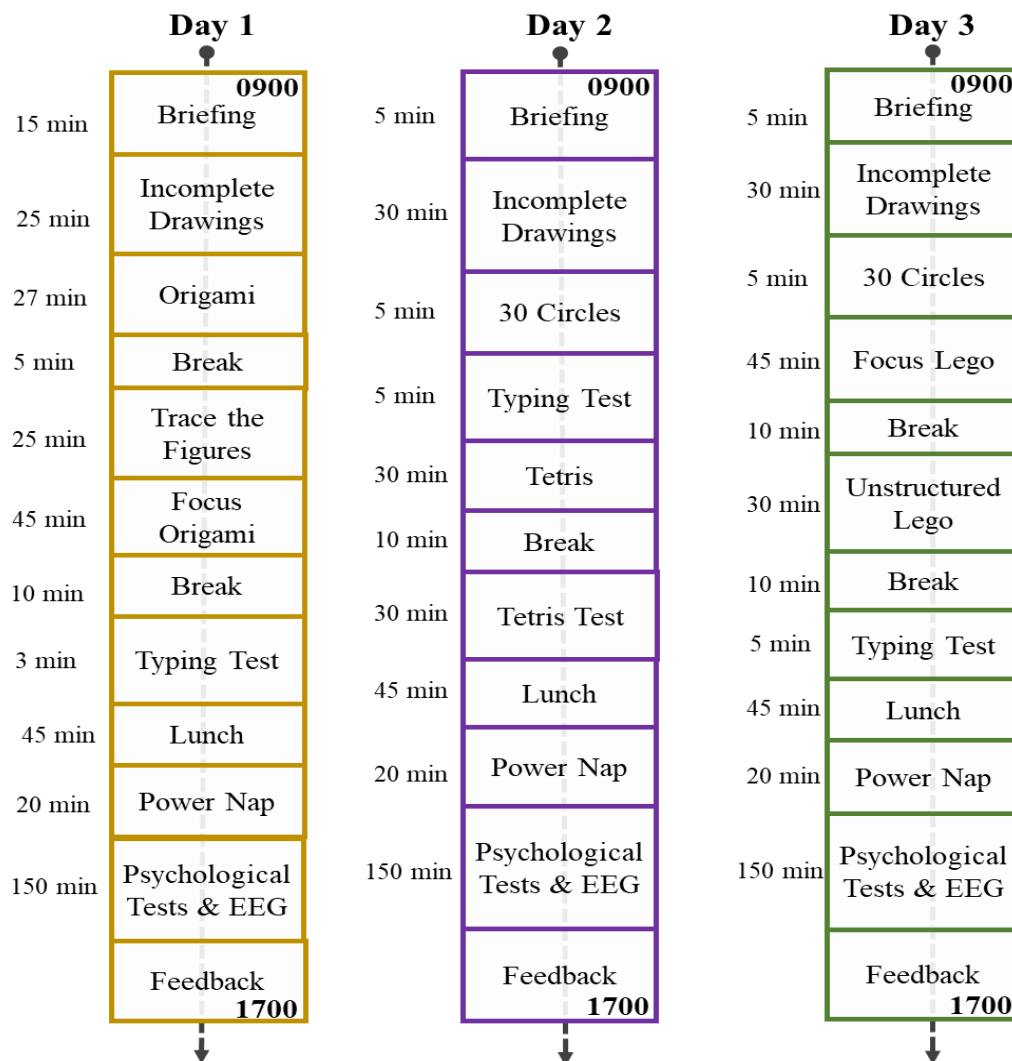 Day 1
0900
15 min
Briefing
25 min
Incomplete
Drawings
27 min
Origami
5 min
Break
25 min
Trace the
Figures
45 min
Focus
Origami
10 min
Break
3 min
Typing Test
45 min
Lunch
20 min
Power Nap
150 min
Psychological
Tests & EEG
Feedback
1700
Day 2
0900
5 min
Briefing
30 min
Incomplete
Drawings
5 min
30 Circles
5 min
Typing Test
30 min
Tetris
10 min
Break
30 min
Tetris Test
45 min
Lunch
20 min
Power Nap
150 min
Psychological
Tests & EEG
Feedback
1700
Day 3
0900
5 min
Briefing
30 min
Incomplete
Drawings
5 min
30 Circles
45 min
Focus Lego
10 min
Break
30 min
Unstructured
Lego
10 min
Break
5 min
Typing Test
45 min
Lunch
20 min
Power Nap
150 min
Psychological
Tests & EEG
Feedback
1700